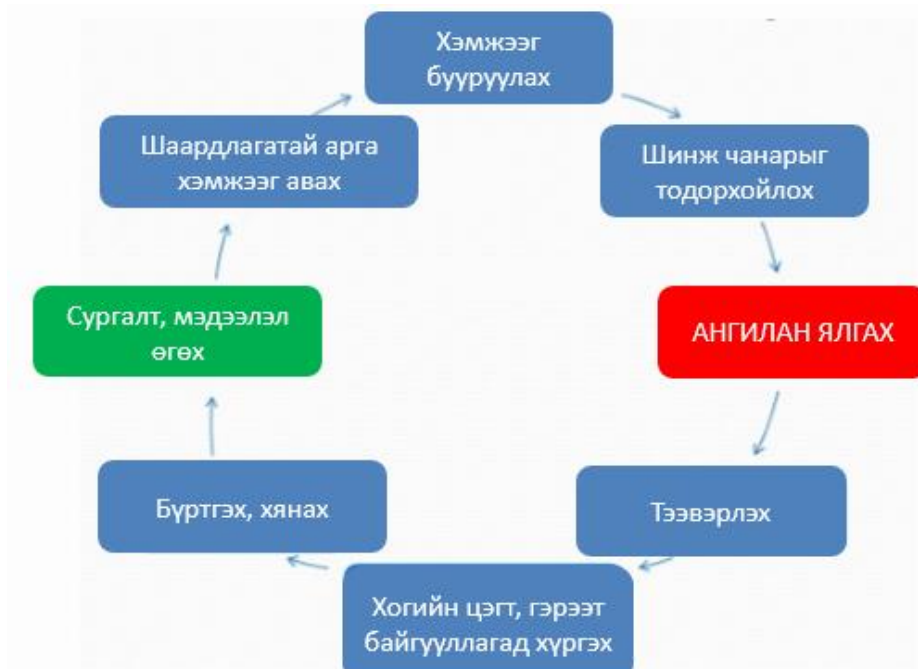 Хэмжээг
бууруулах
Шинж чанарыг
тодорхойлох
АНГИЛАН ЯЛГАХ
Тээвэрлэх
Хогийн цэгт, гэрээт
байгууллагад хүргэх
Бүртгэх, хянах
Сургалт, мэдээлэл
өгөх
Шаардлагатай арга
хэмжээг авах